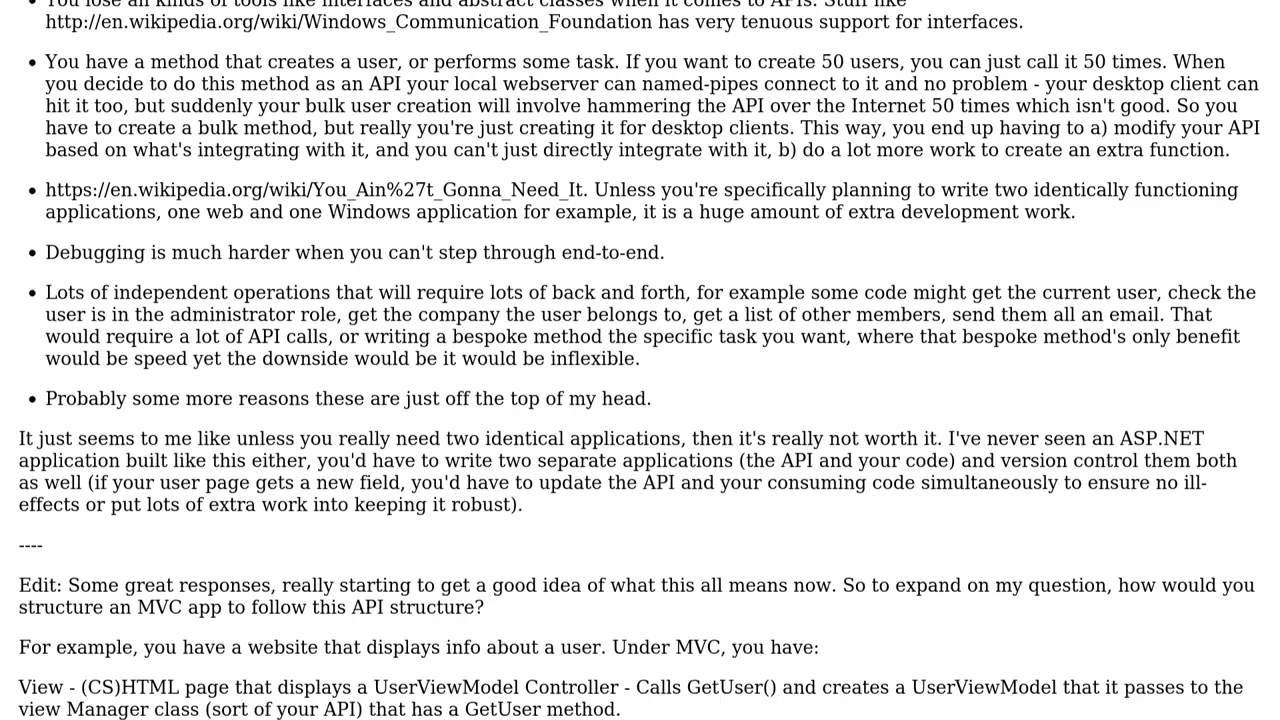 You lose all kinds of tools like interfaces and abstract classes when it comes to APIs. Stuff like
http://en.wikipedia.org/wiki/Windows_Communication_Foundation has very tenuous support for interfaces.
• You have a method that creates a user, or performs some task. If you want to create 50 users, you can just call it 50 times. When
you decide to do this method as an API your local webserver can named-pipes connect to it and no problem - your desktop client can
hit it too, but suddenly your bulk user creation will involve hammering the API over the Internet 50 times which isn't good. So you
have to create a bulk method, but really you're just creating it for desktop clients. This way, you end up having to a) modify your API
based on what's integrating with it, and you can't just directly integrate with it, b) do a lot more work to create an extra function.
• https://en.wikipedia.org/wiki/You_Ain%27t_Gonna_Need_It. Unless you're specifically planning to write two identically functioning
applications, one web and one Windows application for example, it is a huge amount of extra development work.
• Debugging is much harder when you can't step through end-to-end.
• Lots of independent operations that will require lots of back and forth, for example some code might get the current user, check the
user is in the administrator role, get the company the user belongs to, get a list of other members, send them all an email. That
would require a lot of API calls, or writing a bespoke method the specific task you want, where that bespoke method's only benefit
would be speed yet the downside would be it would be inflexible.
• Probably some more reasons these are just off the top of my head.
It just seems to me like unless you really need two identical applications, then it's really not worth it. I've never seen an ASP.NET
application built like this either, you'd have to write two separate applications (the API and your code) and version control them both
as well (if your user page gets a new field, you'd have to update the API and your consuming code simultaneously to ensure no ill-
effects or put lots of extra work into keeping it robust).
----
Edit: Some great responses, really starting to get a good idea of what this all means now. So to expand on my question, how would you
structure an MVC app to follow this API structure?
For example, you have a website that displays info about a user. Under MVC, you have:
View - (CS)HTML page that displays a UserViewModel Controller - Calls GetUser() and creates a UserViewModel that it passes to the
view Manager class (sort of your API) that has a GetUser method.